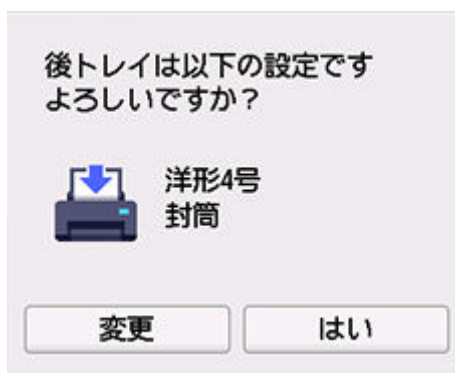 後トレイは以下の設定です
よろしいですか？
洋形4号
封筒
変更
はい